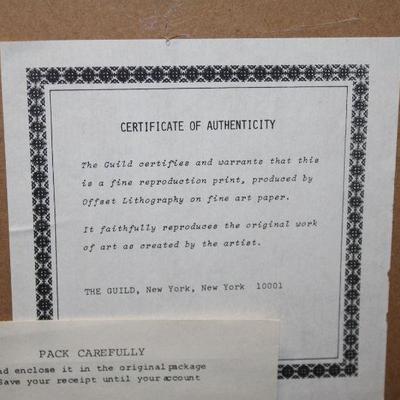 CERTIFICATE OF AUTHENTICITY
The Guild certifies and warrants that this
is a fine reproduction print, produced by
Offset Lithography on fine art paper.
It faithfully reproduces the original work
of art as created by the artist.
THE GUILD, New York, New York 10001
PACK CAREFULLY
enclose it in the original package
Save your receipt until your account